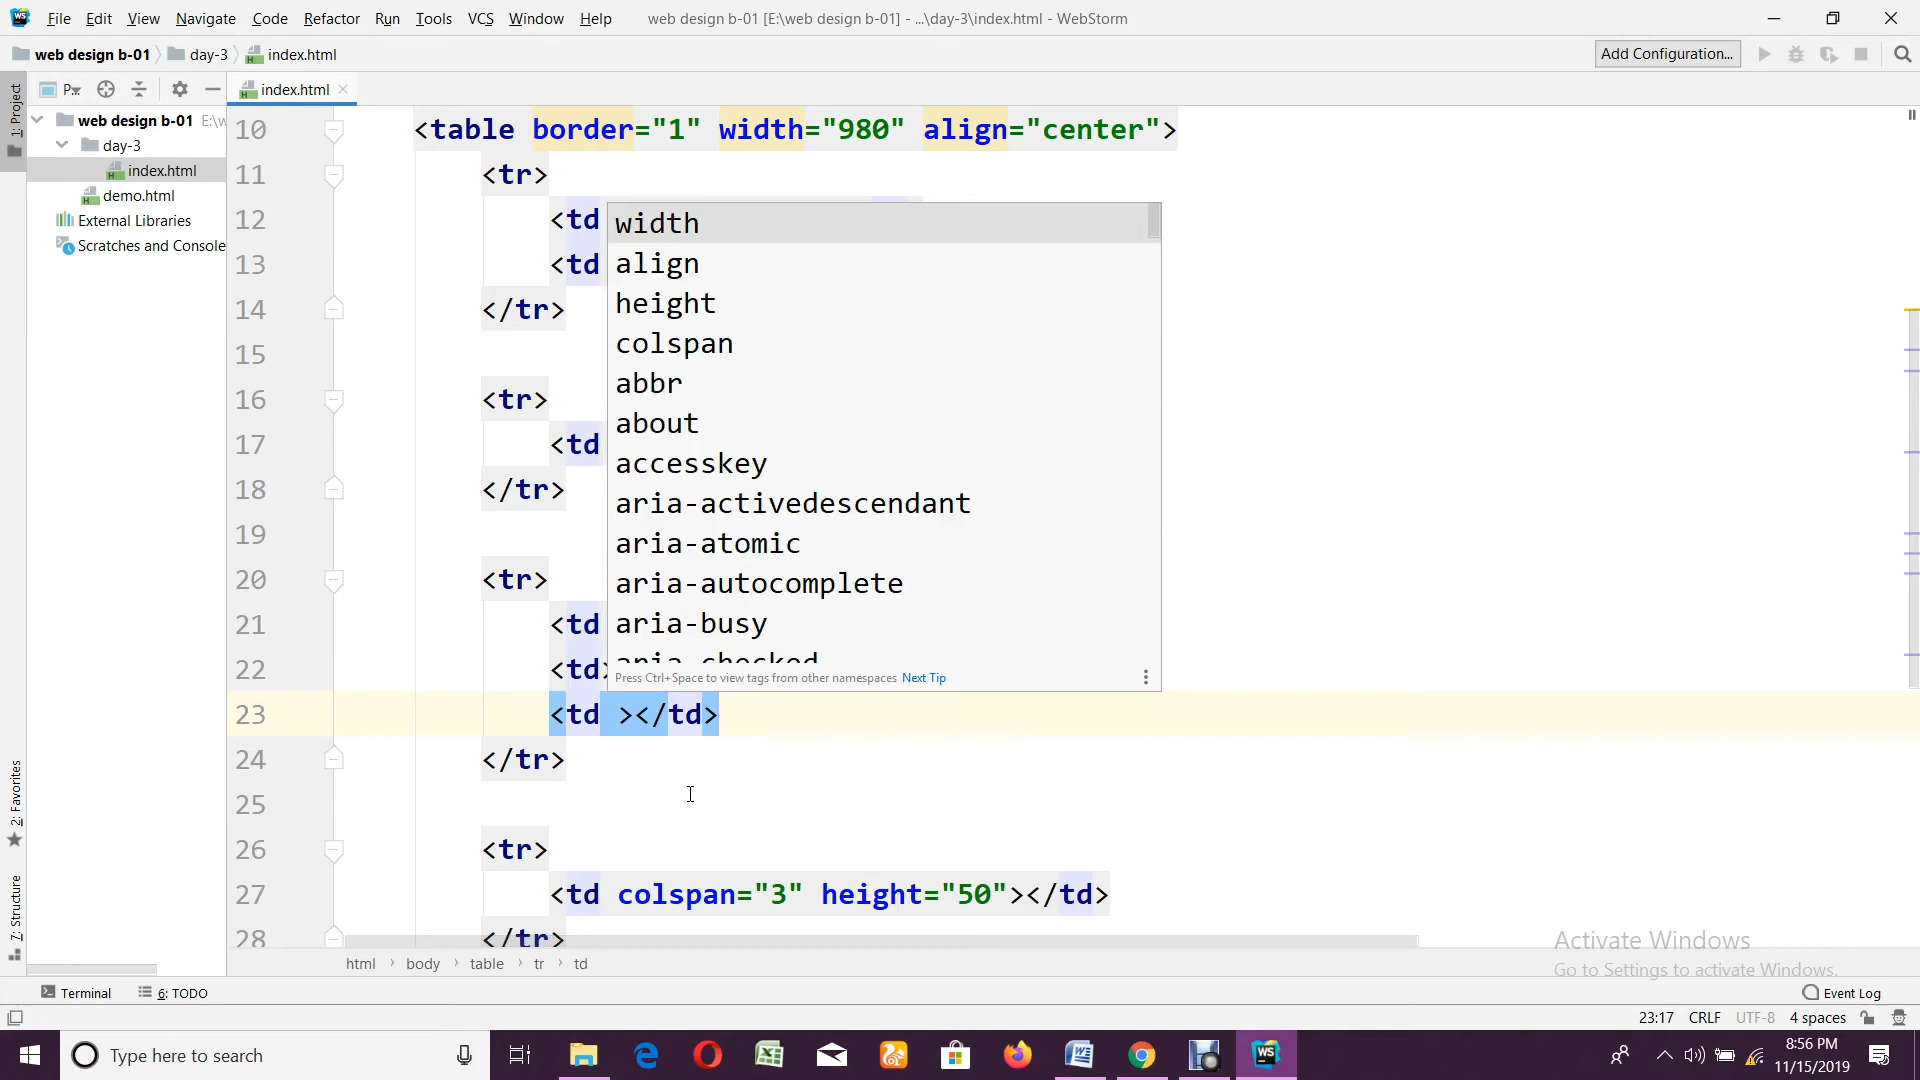 File Edit View Navigate Code Refactor Run Tools VCS Window Help web design b-01 [E:\web design b-01] - ...\day-3\index.html - WebStorm
web design b-01 day-3 index.html Add Configuration...
1: Project
P.. index.html
web design b-01 E:\w
day-3
index.html
demo.html
External Libraries
Scratches and Console
10 <table border="1" width="980" align="center">
11 <tr>
12 <td
13 <td
14 </tr>
15
16 <tr>
17 <td
18 </tr>
19
20 <tr>
21 <td
22 <td>
23 <td ></td>
24 </tr>
25
26 <tr>
27 <td colspan="3" height="50"></td>
28 </tr>
width
align
height
colspan
abbr
about
accesskey
aria-activedescendant
aria-atomic
aria-autocomplete
aria-busy
aria-checked
Press Ctrl+Space to view tags from other namespaces Next Tip
2: Favorites
7: Structure
Activate Windows
Go to Settings to activate Windows.
html body table tr td
Terminal 6: TODO Event Log
23:17 CRLF UTF-8 4 spaces
Type here to search
WS
8:56 PM
11/15/2019